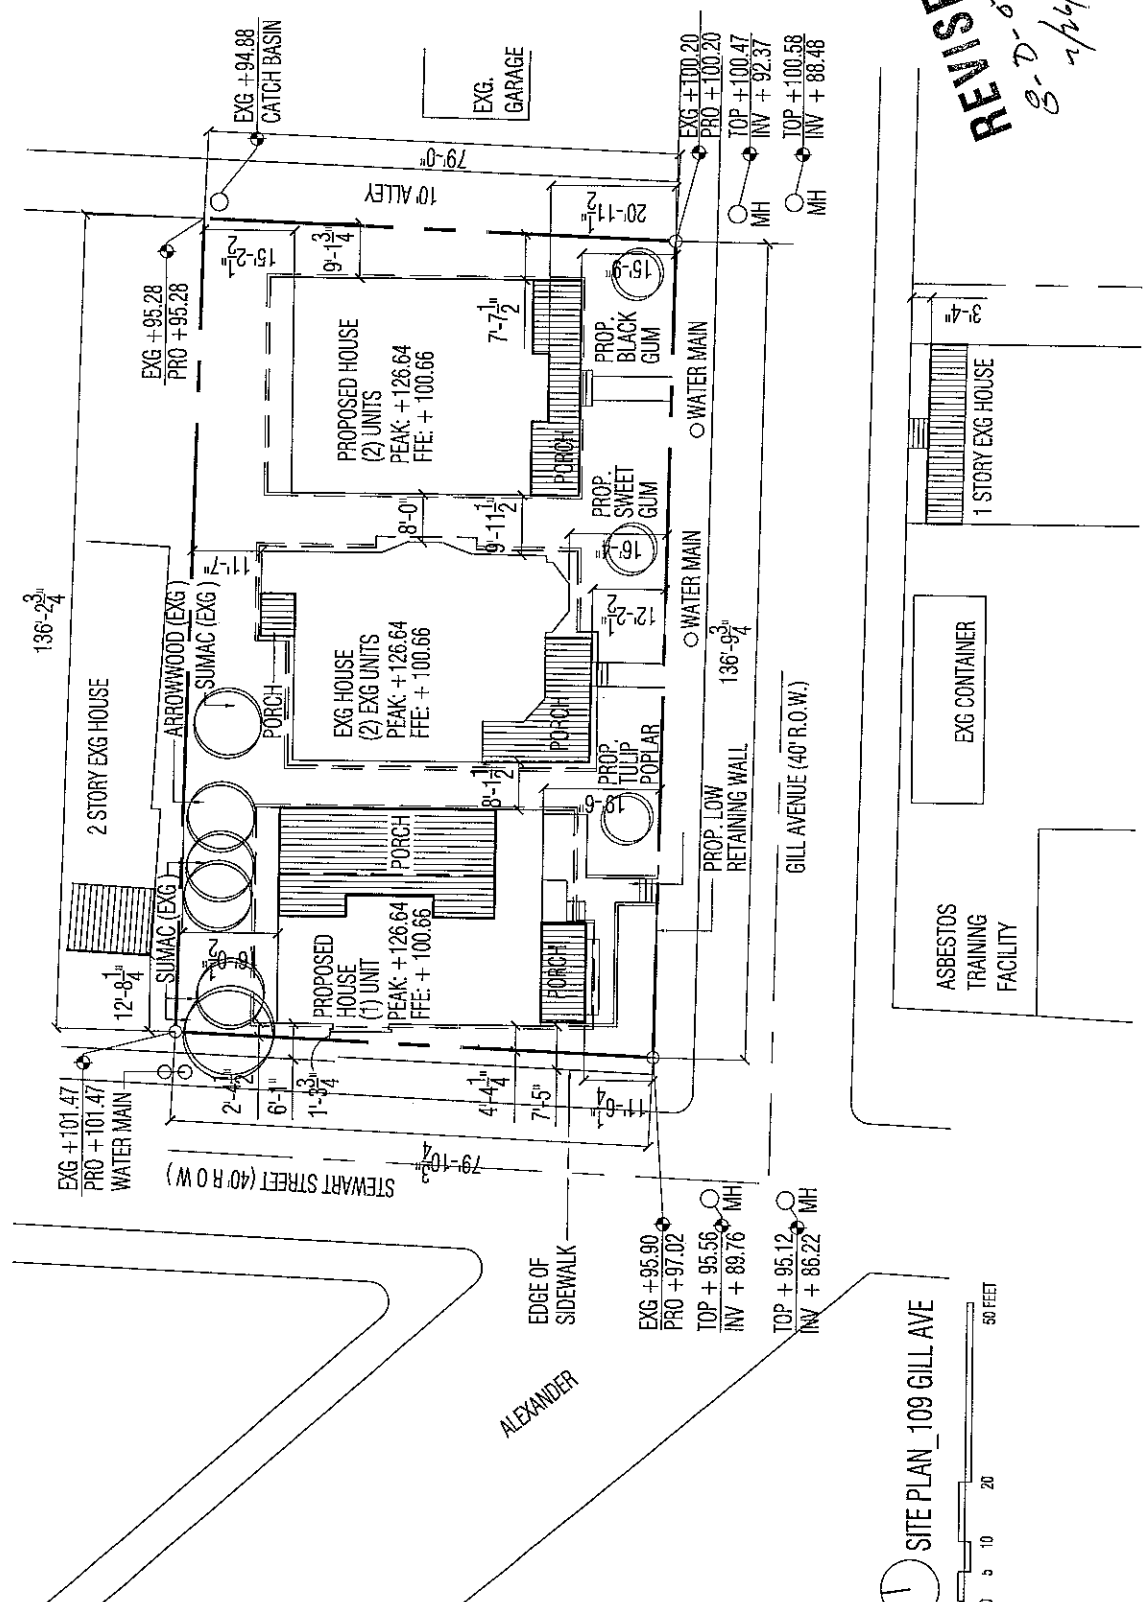 REVISE
8-D-0
EXG +94.88
CATCH BASIN
EXG.
GARAGE
79'-0"
10' ALLEY
EXG +100.20
PRO +100.20
TOP +100.47
INV + 92.37
MH
TOP +100.58
INV + 88.48
MH
EXG +95.28
PRO +95.28
15'-2 1/2"
9'-1 3/4"
20'-11 1/2"
15'-9"
7'-7 1/2"
PROPOSED HOUSE
(2) UNITS
PEAK: +126.64
FFE: + 100.66
PORCH
PROP.
BLACK
GUM
WATER MAIN
3'-4"
1 STORY EXG HOUSE
136'-2 3/4"
2 STORY EXG HOUSE
ARROWWOOD (EXG)
SUMAC (EXG )
11'-7"
8'-0"
9'-11 1/2"
PROP.
SWEET
GUM
16'-4"
12'-2 1/2"
WATER MAIN
136'-9 3/4"
PORCH
EXG HOUSE
(2) EXG UNITS
PEAK: +126.64
FFE: + 100.66
PORCH
8'-1 1/2"
PROP.
TULIP
POPLAR
19'-6"
PROP. LOW
RETAINING WALL
GILL AVENUE (40' R.O.W.)
EXG CONTAINER
ASBESTOS
TRAINING
FACILITY
SUMAC (EXG )
12'-8 1/4"
PORCH
PROPOSED
HOUSE
(1) UNIT
PEAK: +126.64
FFE: + 100.66
PORCH
EXG +101.47
PRO +101.47
WATER MAIN
2'-4 1/2"
6'-1"
1'-3 3/4"
4'-4 1/4"
7'-5"
11'-6 1/4"
79'-10 3/4"
STEWART STREET (40' R O W )
EDGE OF
SIDEWALK
EXG +95.90
PRO +97.02
TOP + 95.56
INV + 89.76
MH
TOP + 95.12
INV + 86.22
MH
ALEXANDER
SITE PLAN_109 GILL AVE
0 5 10 20 50 FEET